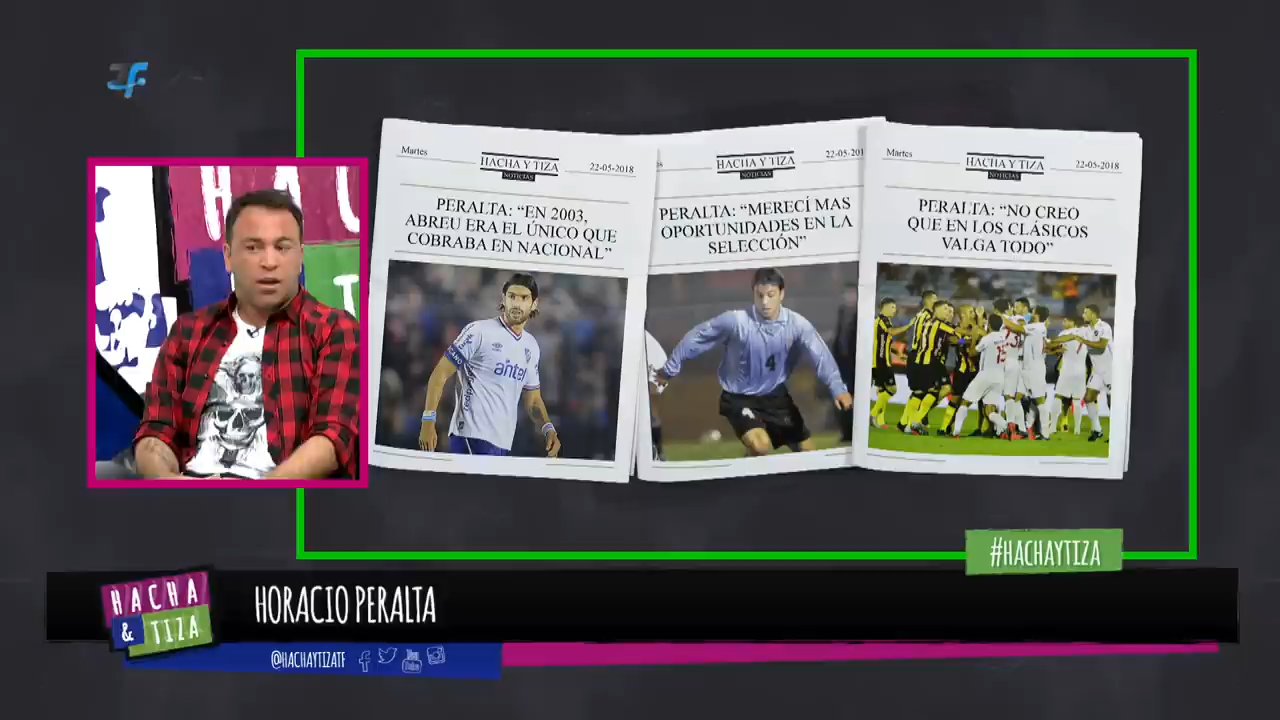 Martes
HACHA Y TIZA
NOTICIAS
22-05-2018
PERALTA: “EN 2003,
ABREU ERA EL ÚNICO QUE
COBRABA EN NACIONAL”
antel
HACHA Y TIZA
NOTICIAS
22-05-201
PERALTA: “MERECÍ MAS
OPORTUNIDADES EN LA
SELECCIÓN”
4
Martes
HACHA Y TIZA
NOTICIAS
22-05-2018
PERALTA: “NO CREO
QUE EN LOS CLÁSICOS
VALGA TODO”
#HACHAYTIZA
HACHA
& TIZA
HORACIO PERALTA
@HACHAYTIZATF